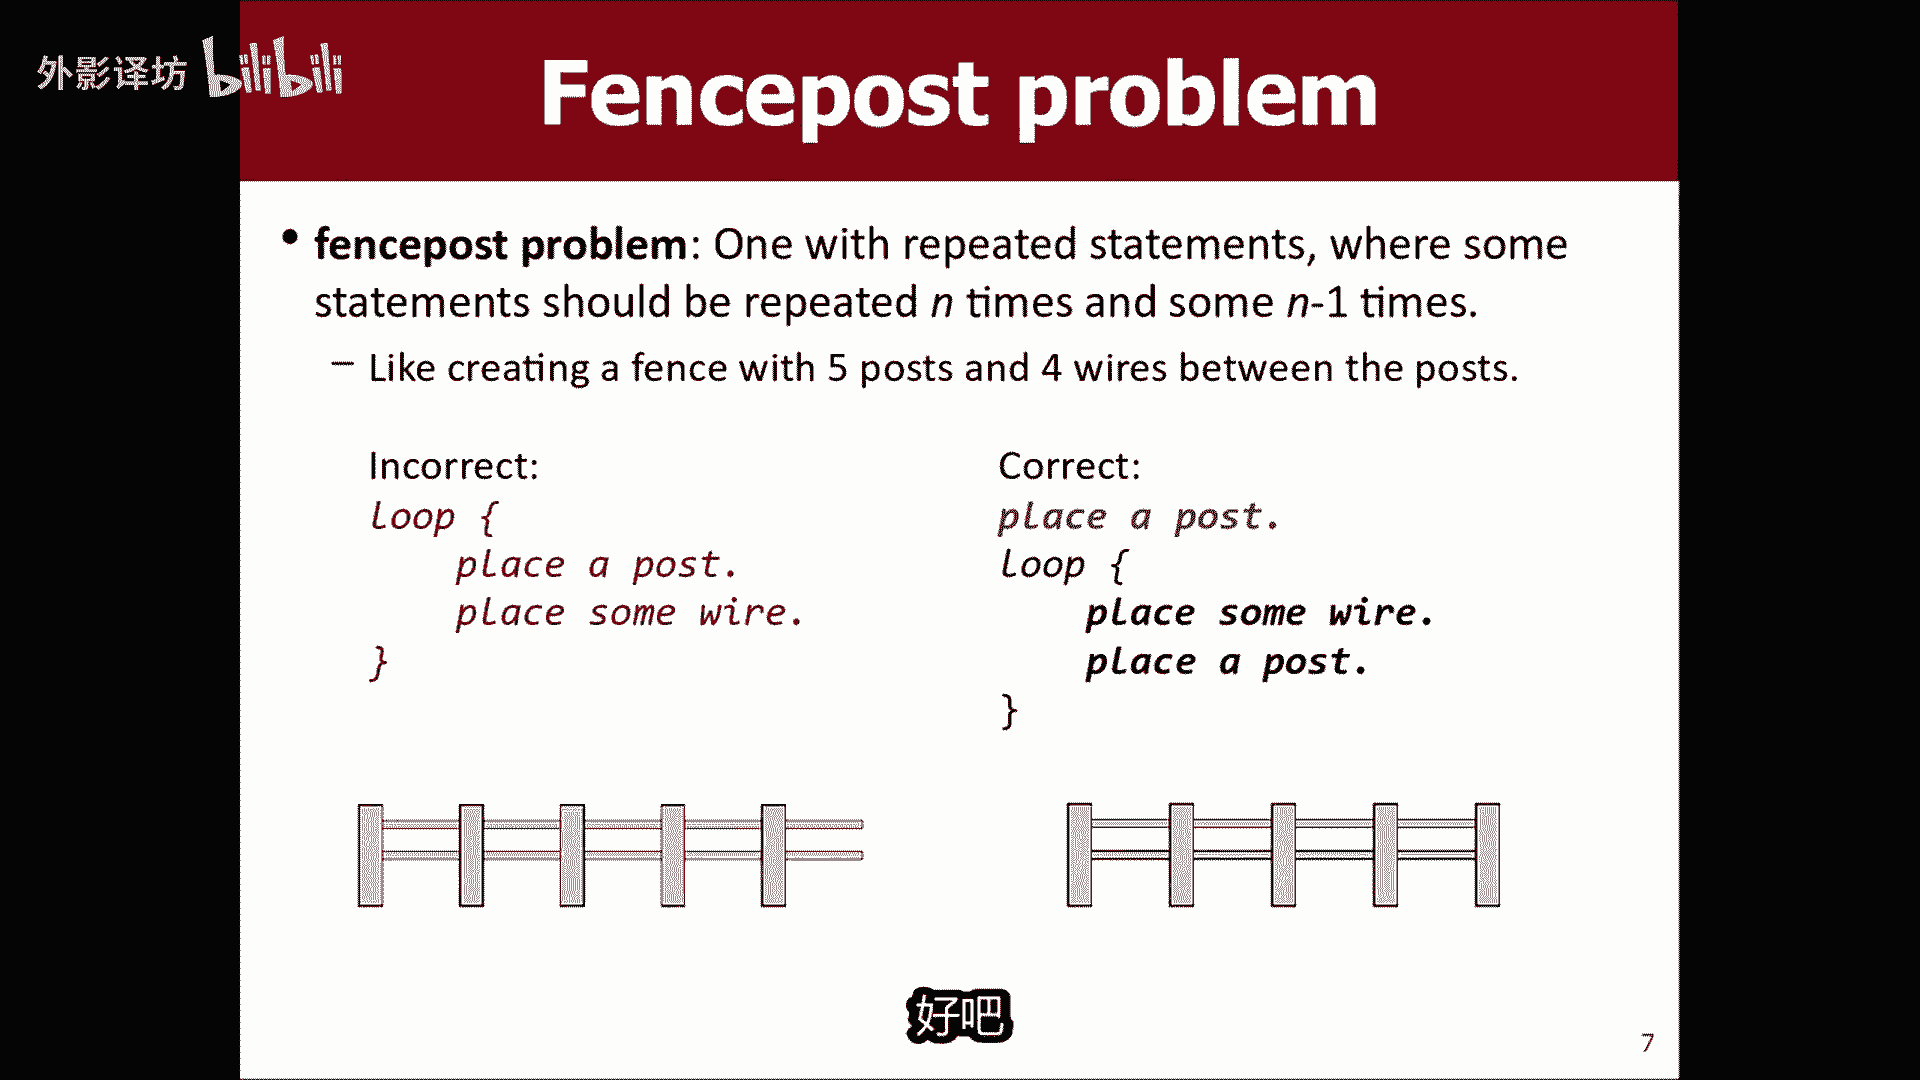 外影译坊 bilibili
Fencepost problem
• fencepost problem: One with repeated statements, where some
statements should be repeated n times and some n-1 times.
– Like creating a fence with 5 posts and 4 wires between the posts.
Incorrect:
loop {
place a post.
place some wire.
}
Correct:
place a post.
loop {
place some wire.
place a post.
}
好吧
7